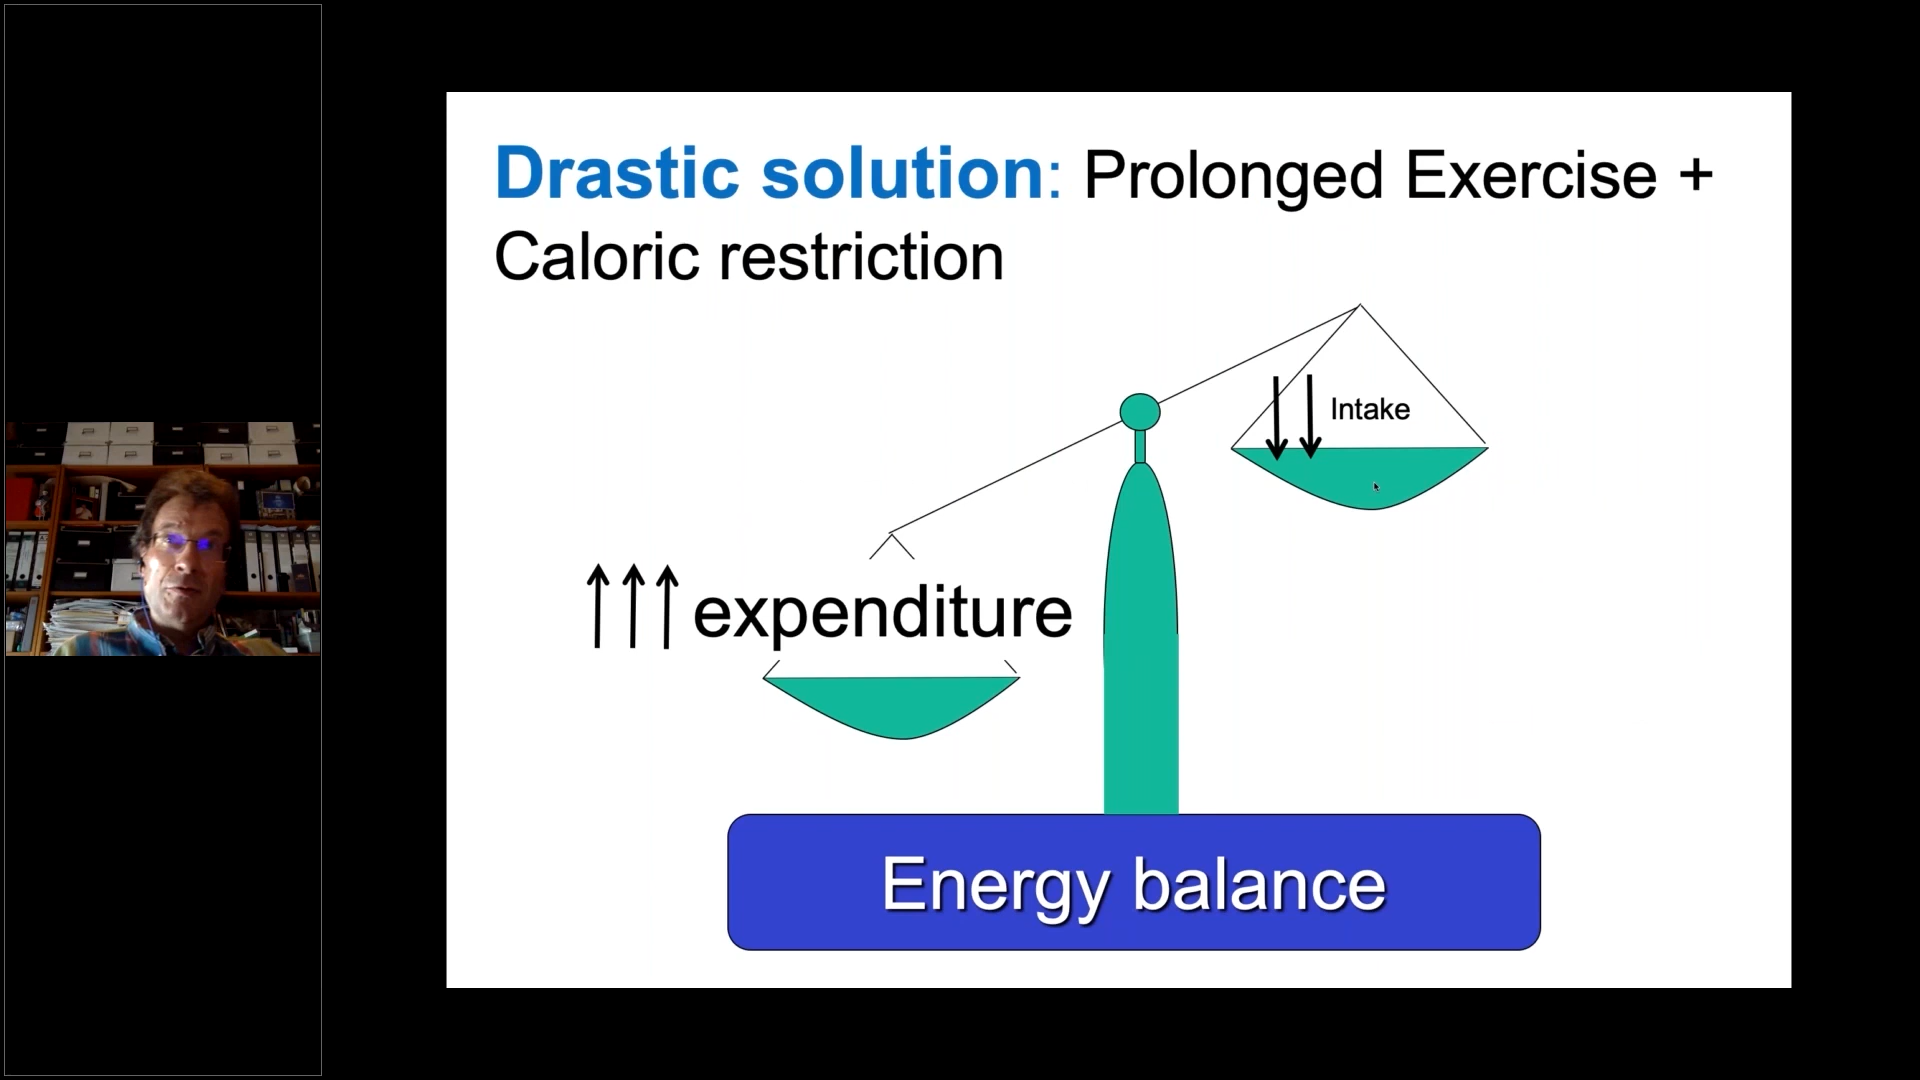 Drastic solution: Prolonged Exercise +
Caloric restriction
Intake
expenditure
Energy balance